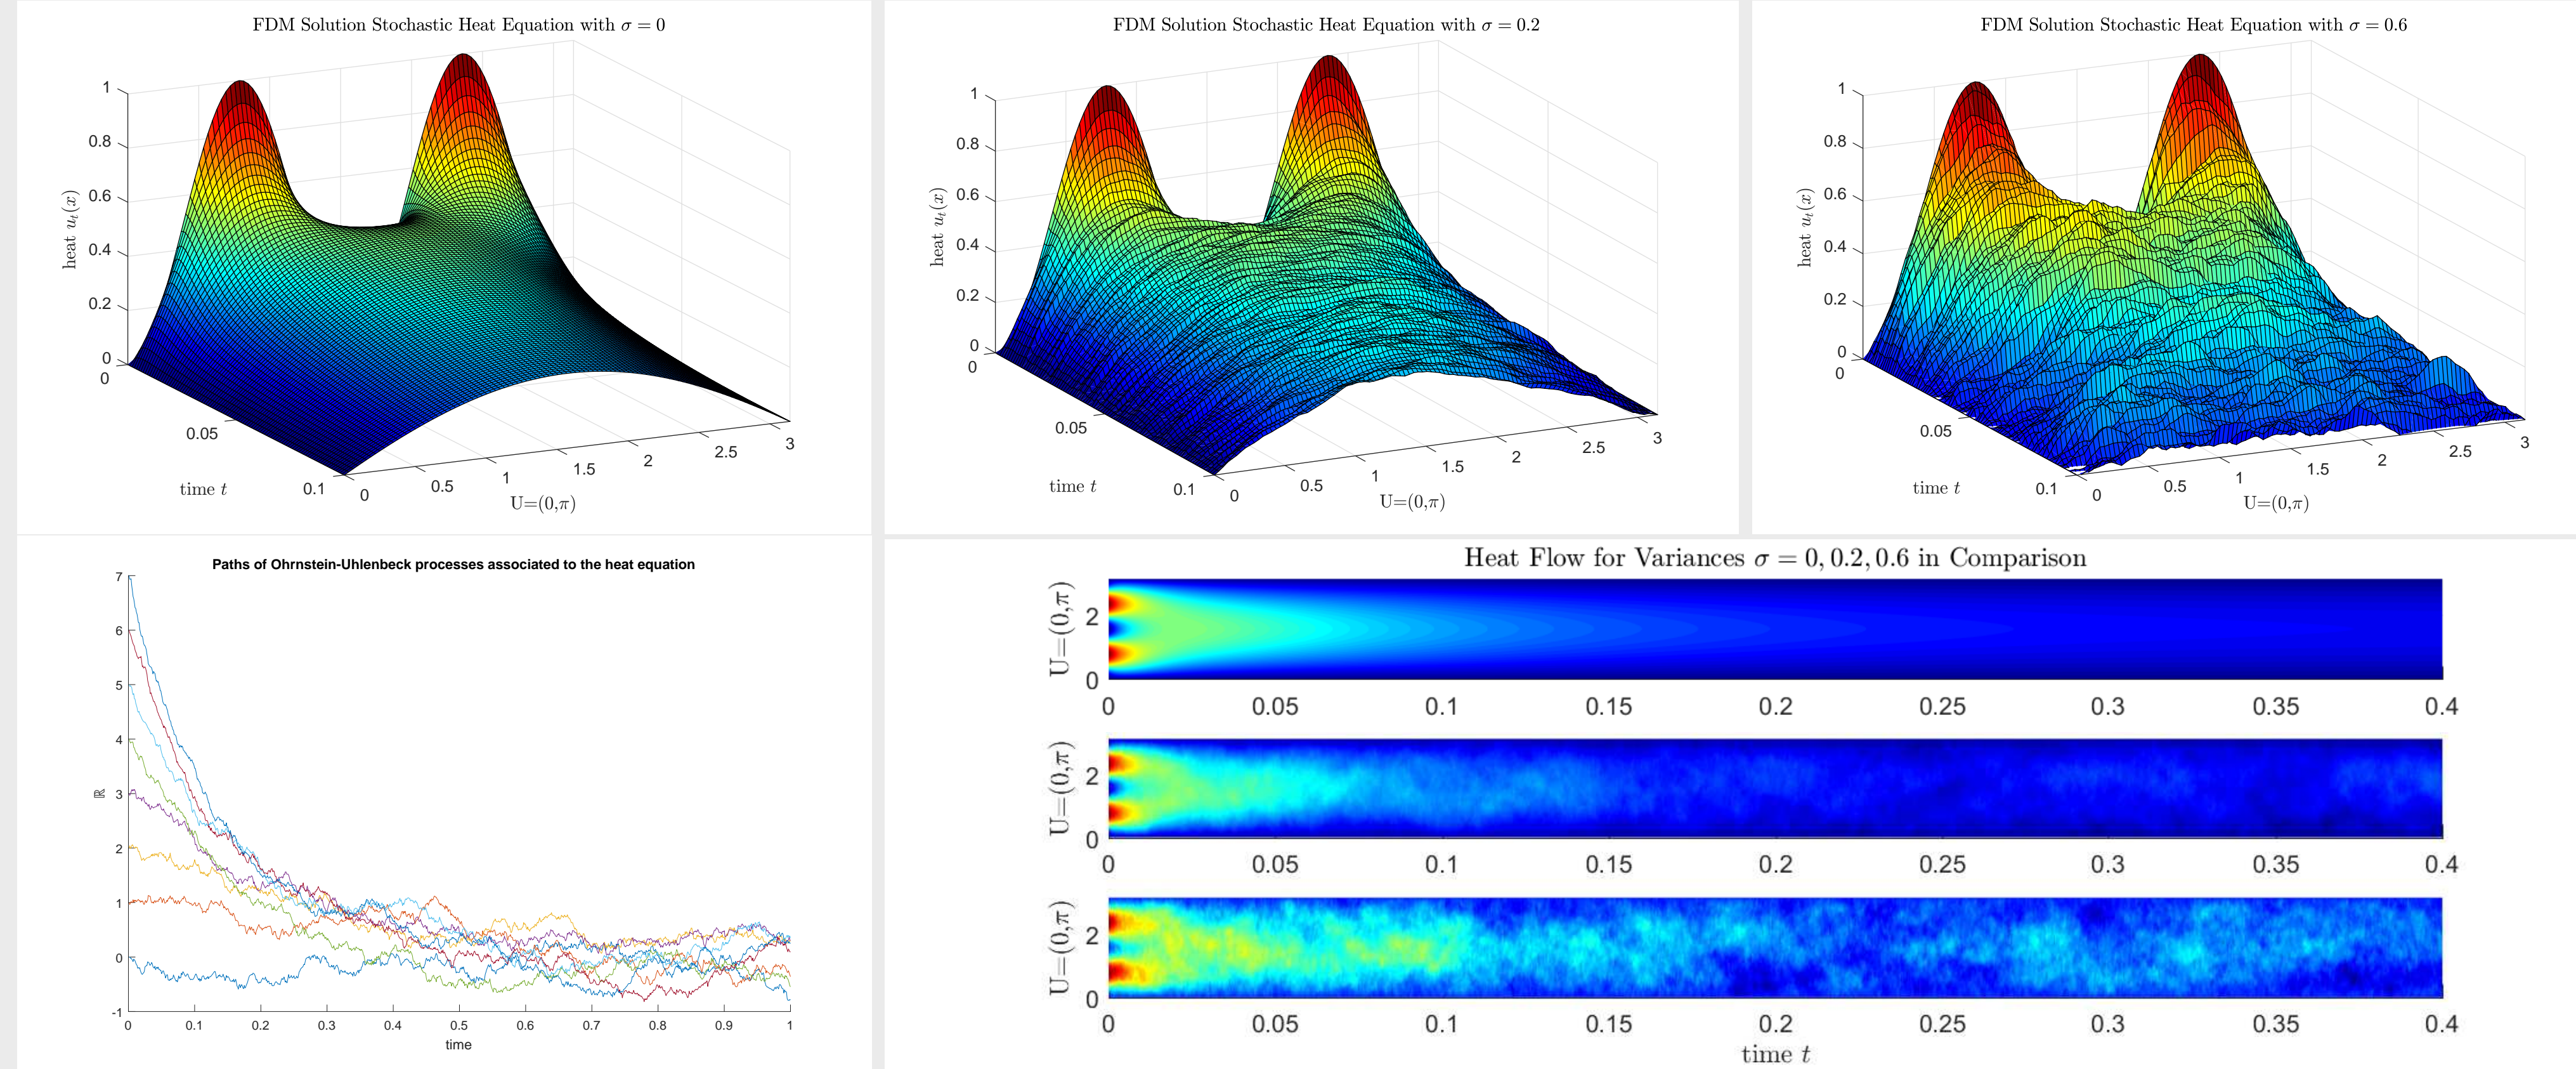 FDM Solution Stochastic Heat Equation with σ = 0
1
0.8
0.6
0.4
0.2
0
heat uₜ(x)
0
0.05
0.1
time t
0
0.5
1
1.5
2
2.5
3
U=(0,π)
FDM Solution Stochastic Heat Equation with σ = 0.2
1
0.8
0.6
0.4
0.2
0
heat uₜ(x)
0
0.05
0.1
time t
0
0.5
1
1.5
2
2.5
3
U=(0,π)
FDM Solution Stochastic Heat Equation with σ = 0.6
1
0.8
0.6
0.4
0.2
0
heat uₜ(x)
0
0.05
0.1
time t
0
0.5
1
1.5
2
2.5
3
U=(0,π)
Paths of Ohrnstein-Uhlenbeck processes associated to the heat equation
7
6
5
4
3
2
1
0
-1
ℝ
0 0.1 0.2 0.3 0.4 0.5 0.6 0.7 0.8 0.9 1
time
Heat Flow for Variances σ = 0, 0.2, 0.6 in Comparison
U=(0,π)
2
0
0 0.05 0.1 0.15 0.2 0.25 0.3 0.35 0.4
U=(0,π)
2
0
0 0.05 0.1 0.15 0.2 0.25 0.3 0.35 0.4
U=(0,π)
2
0
0 0.05 0.1 0.15 0.2 0.25 0.3 0.35 0.4
time t